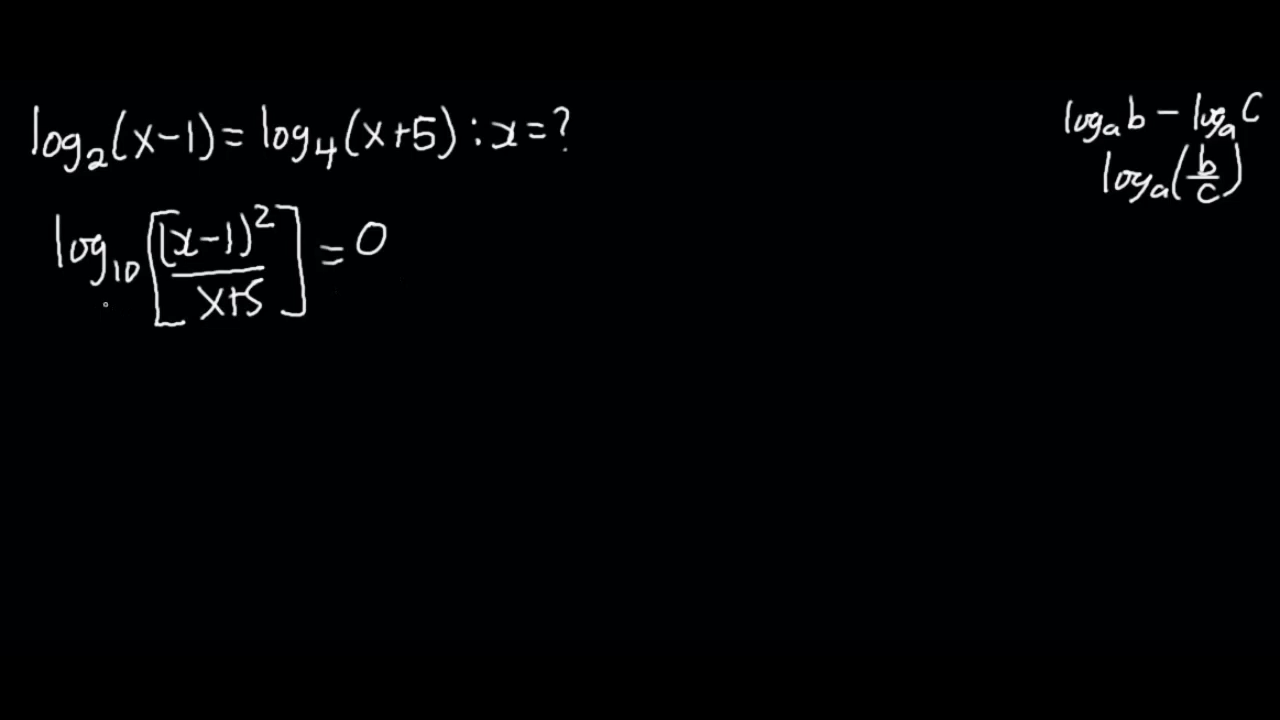 log₂(x-1) = log₄(x+5) : x = ?
logₐb - logₐC
logₐ(b/c)
log₁₀[(x-1)²/(x+5)] = 0